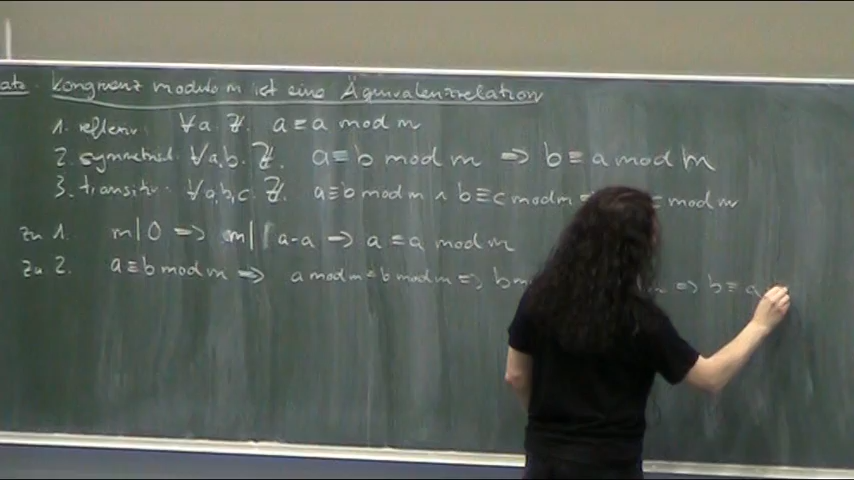 Satz: Kongruenz modulo m ist eine Äquivalenzrelation
1. reflexiv: ∀a:ℤ. a ≡ a mod m
2. symmetrisch: ∀a,b:ℤ. a ≡ b mod m ⇒ b ≡ a mod m
3. transitiv: ∀a,b,c:ℤ. a ≡ b mod m ∧ b ≡ c mod m c mod m
zu 1. m|0 ⇒ m|a-a ⇒ a ≡ a mod m
zu 2. a ≡ b mod m ⇒ a mod m = b mod m ⇒ b m ⇒ b ≡ a